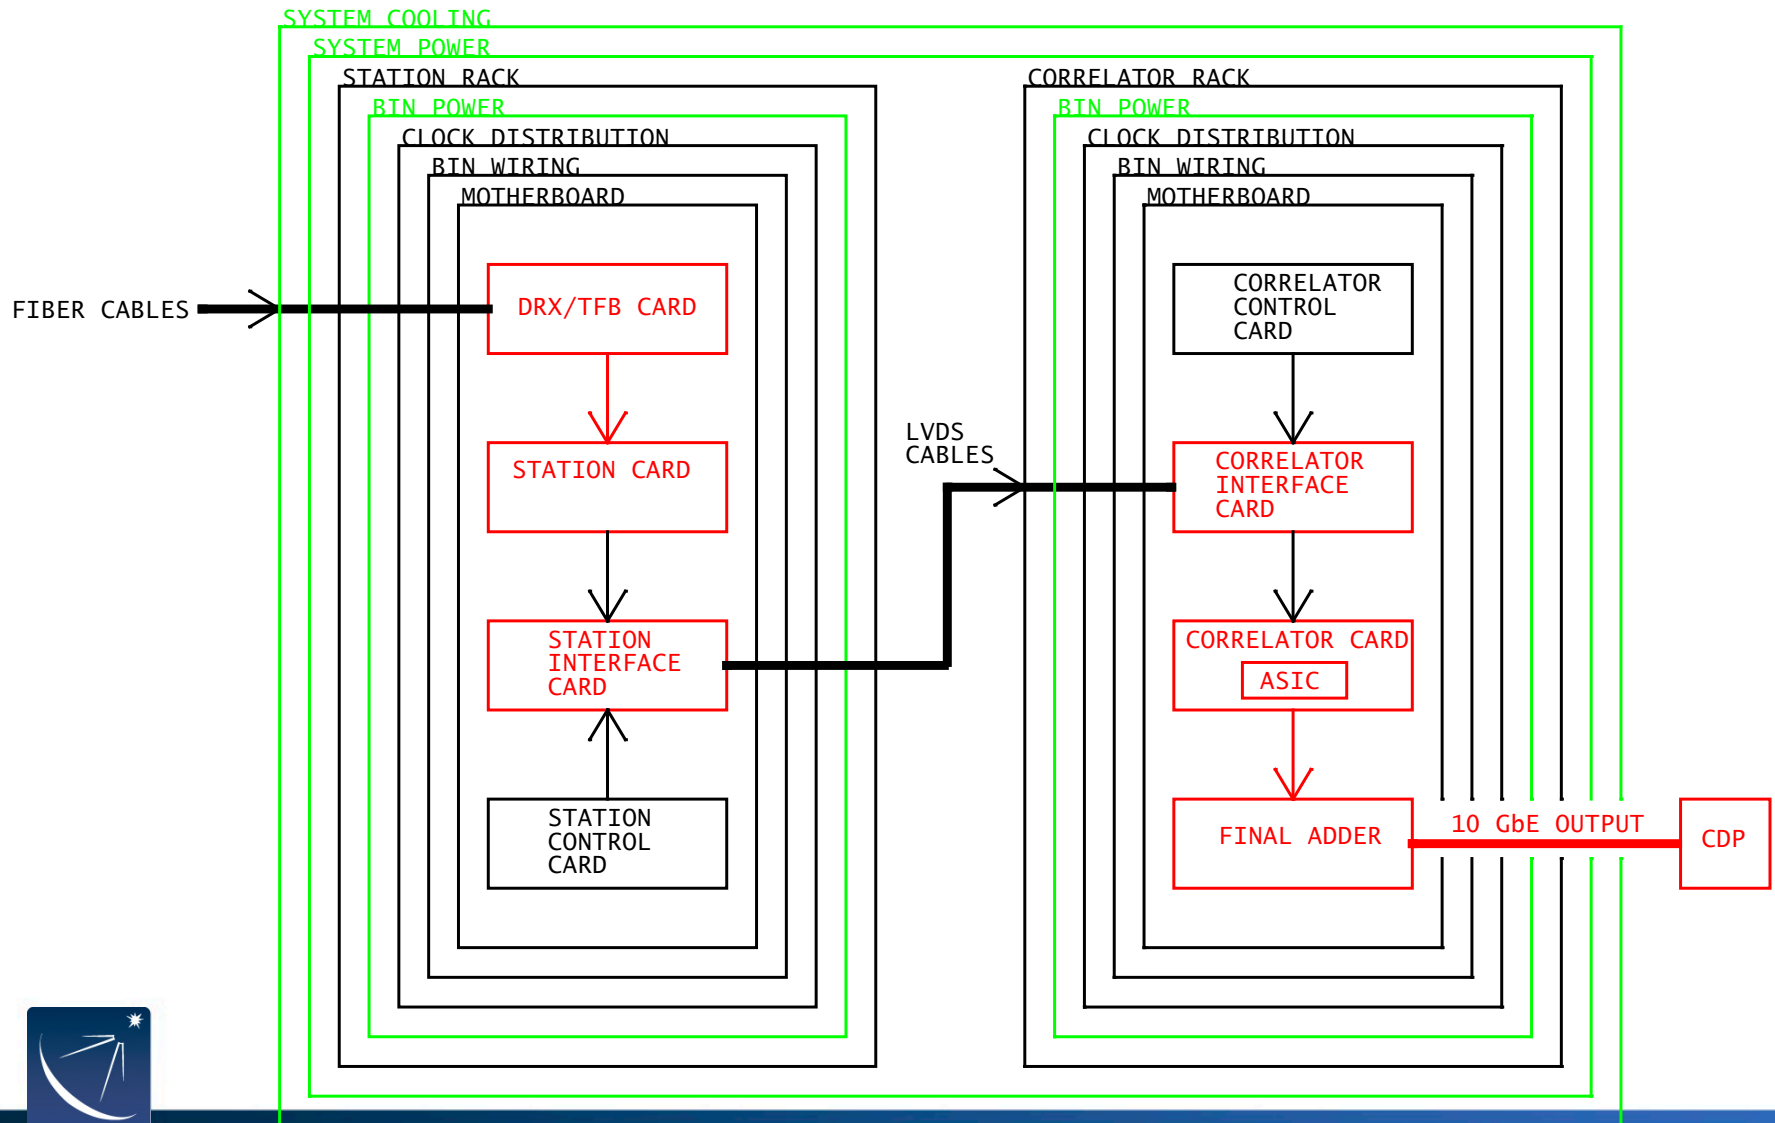 SYSTEM COOLING
SYSTEM POWER
STATION RACK
BIN POWER
CLOCK DISTRIBUTION
BIN WIRING
MOTHERBOARD
FIBER CABLES
DRX/TFB CARD
STATION CARD
STATION
INTERFACE
CARD
STATION
CONTROL
CARD
LVDS
CABLES
CORRELATOR RACK
BIN POWER
CLOCK DISTRIBUTION
BIN WIRING
MOTHERBOARD
CORRELATOR
CONTROL
CARD
CORRELATOR
INTERFACE
CARD
CORRELATOR CARD
ASIC
FINAL ADDER
10 GbE OUTPUT
CDP